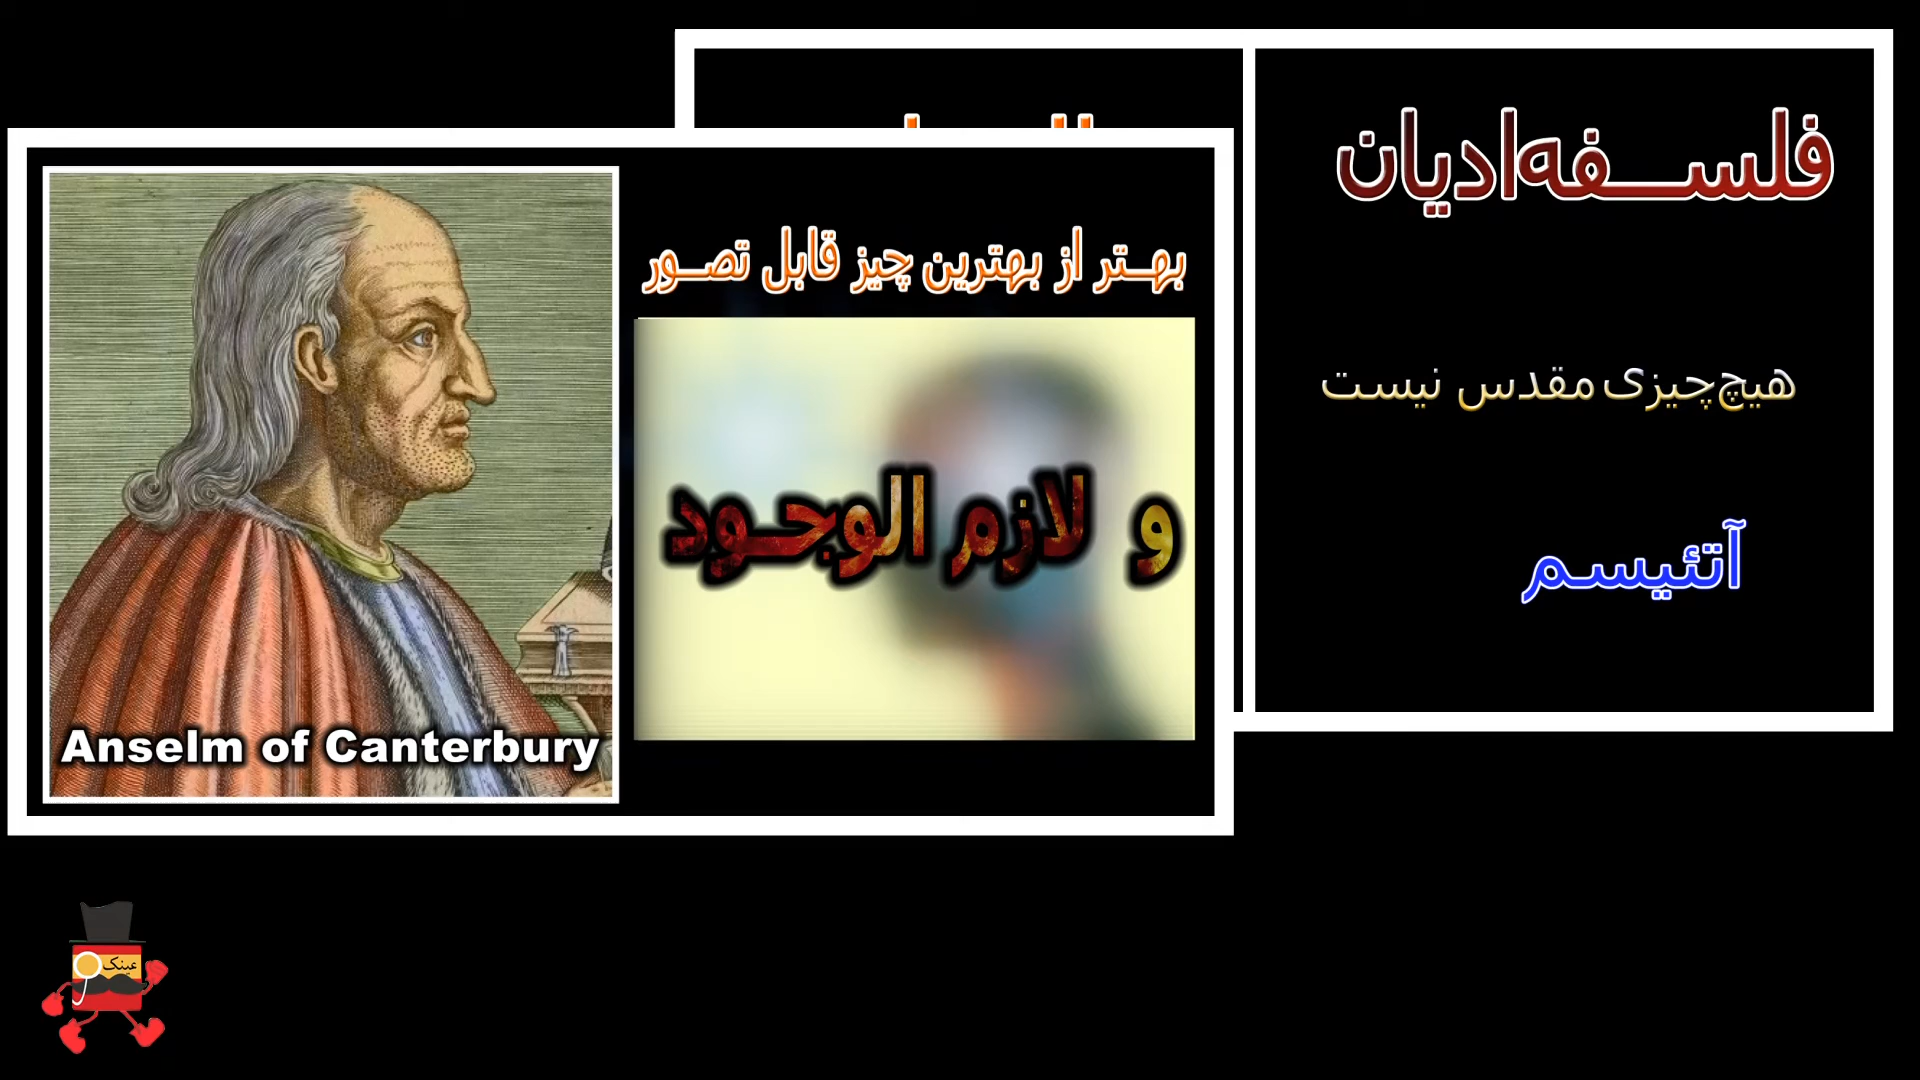 فلسفه‌ادیان
بهتر از بهترین چیز قابل تصور
هیچ‌چیزی مقدس نیست
و لازم الوجود
آتئیسم
Anselm of Canterbury
عینک